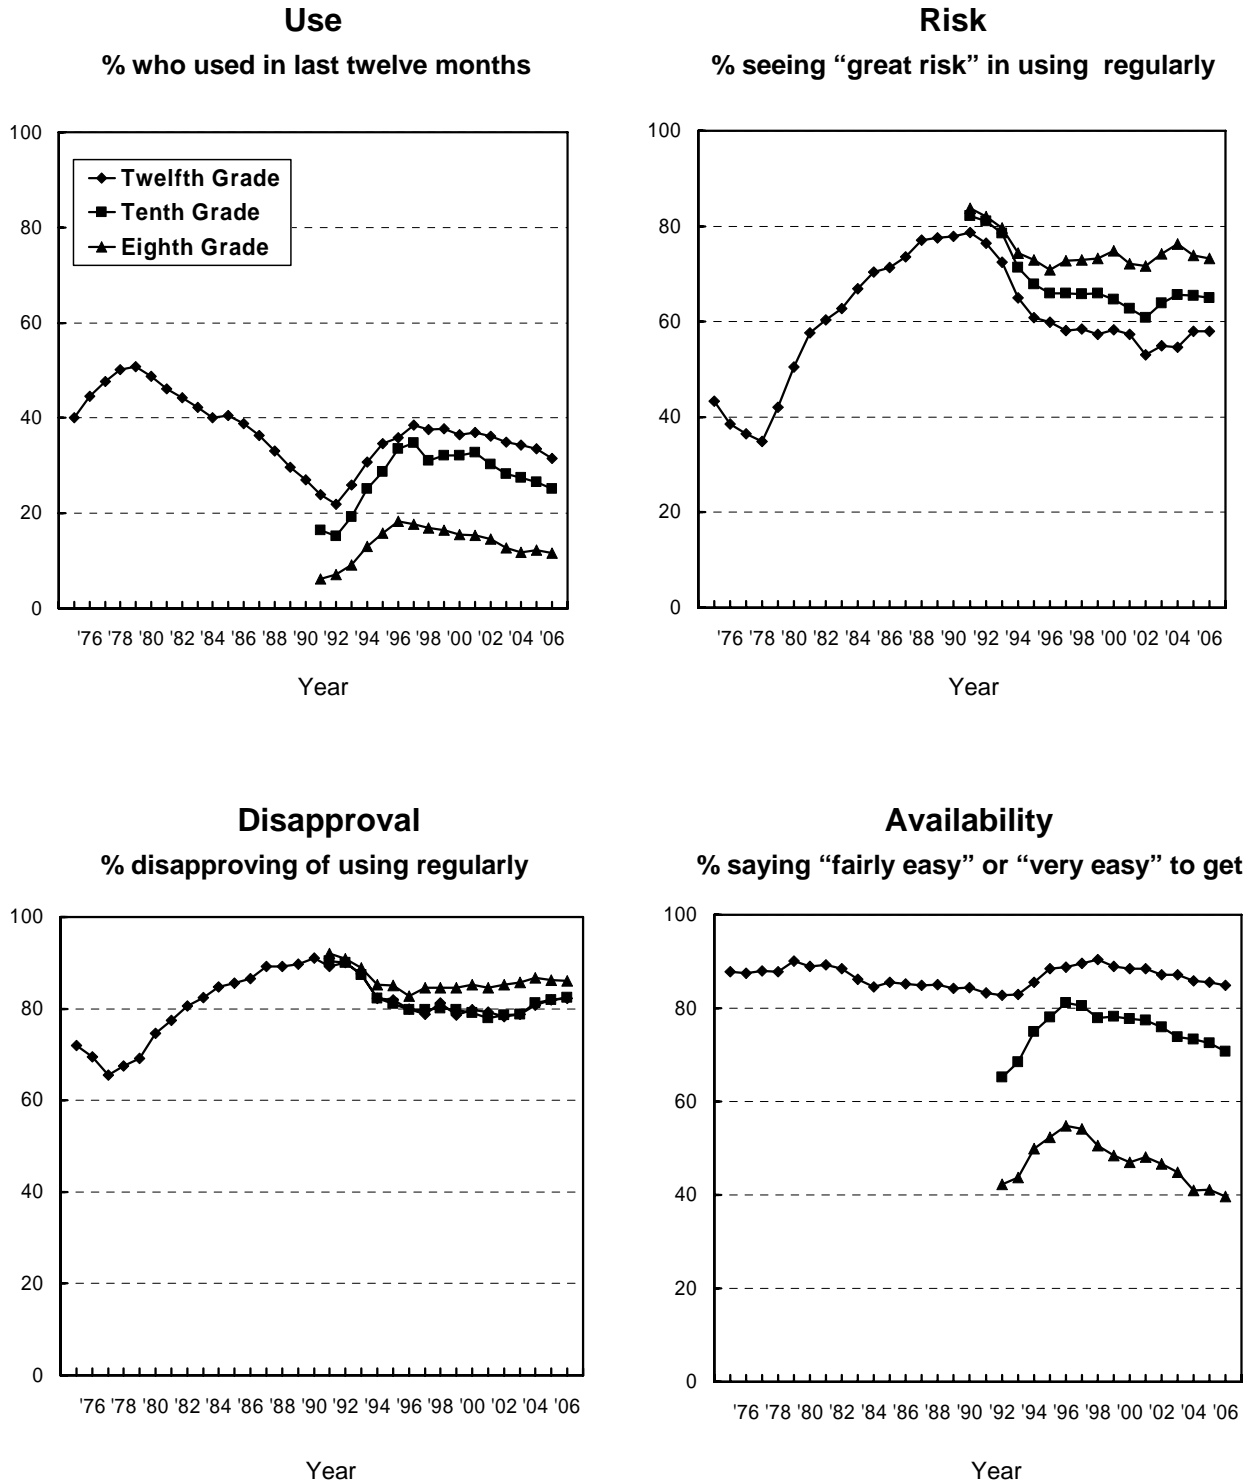 Use
% who used in last twelve months
100
80
60
40
20
0
Twelfth Grade
Tenth Grade
Eighth Grade
'76 '78 '80 '82 '84 '86 '88 '90 '92 '94 '96 '98 '00 '02 '04 '06
Year
Risk
% seeing “great risk” in using regularly
100
80
60
40
20
0
'76 '78 '80 '82 '84 '86 '88 '90 '92 '94 '96 '98 '00 '02 '04 '06
Year
Disapproval
% disapproving of using regularly
100
80
60
40
20
0
'76 '78 '80 '82 '84 '86 '88 '90 '92 '94 '96 '98 '00 '02 '04 '06
Year
Availability
% saying “fairly easy” or “very easy” to get
100
80
60
40
20
0
'76 '78 '80 '82 '84 '86 '88 '90 '92 '94 '96 '98 '00 '02 '04 '06
Year